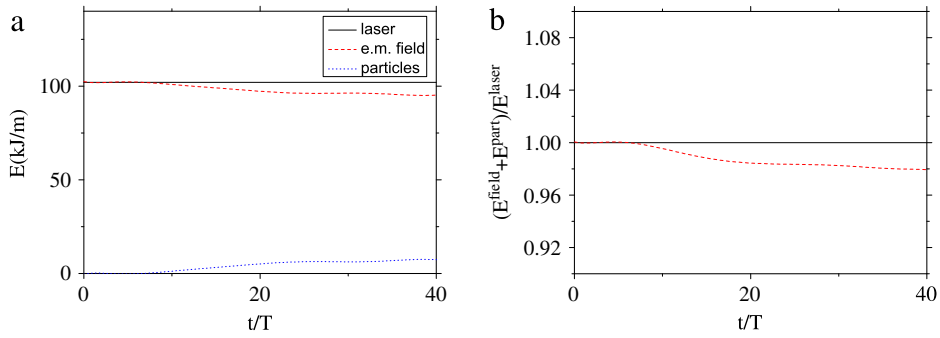 a
laser
e.m. field
particles
100
50
0
E(kJ/m)
0
20
40
t/T
b
1.08
1.04
1.00
0.96
0.92
(E^field+E^part)/E^laser
0
20
40
t/T